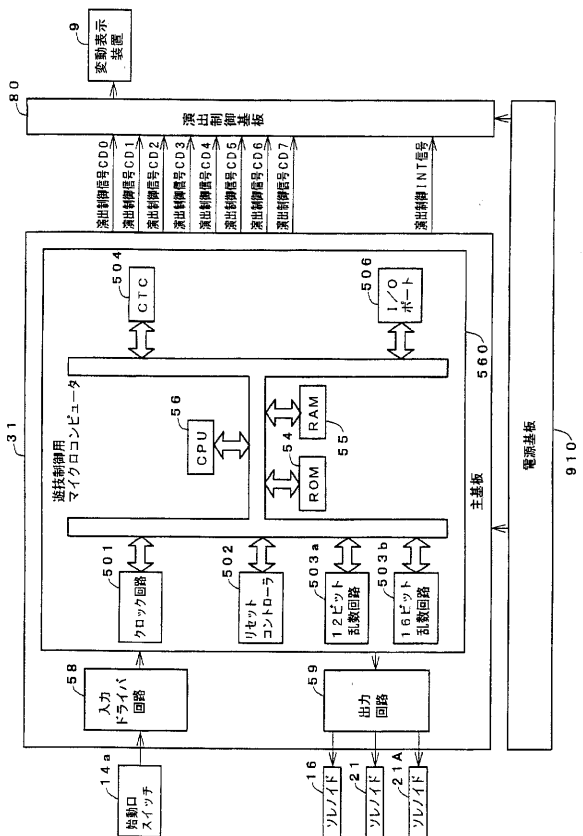 31
80
演出制御基板
変動表示
装置
9
演出制御信号CD0
演出制御信号CD1
演出制御信号CD2
演出制御信号CD3
演出制御信号CD4
演出制御信号CD5
演出制御信号CD6
演出制御信号CD7
演出制御INT信号
遊技制御用
マイクロコンピュータ
CTC
504
I/O
ポート
506
CPU
56
ROM
54
RAM
55
560
クロック回路
501
リセット
コントローラ
502
12ビット
乱数回路
503a
16ビット
乱数回路
503b
主基板
入力
ドライバ
回路
58
出力
回路
59
始動口
スイッチ
14a
ソレノイド
16
ソレノイド
21
ソレノイド
21A
電源基板
910